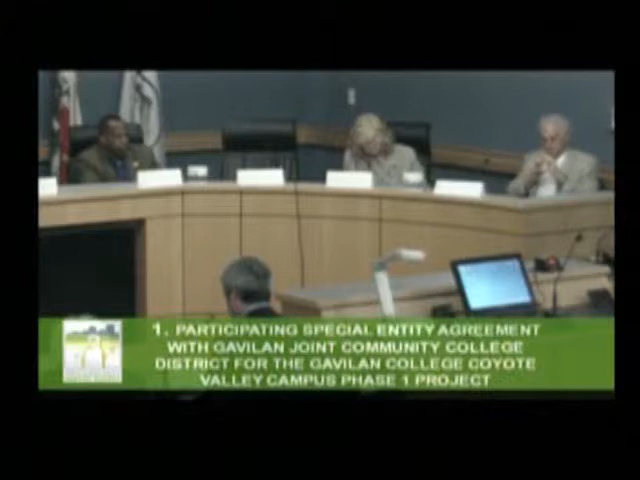 1. PARTICIPATING SPECIAL ENTITY AGREEMENT
WITH GAVILAN JOINT COMMUNITY COLLEGE
DISTRICT FOR THE GAVILAN COLLEGE COYOTE
VALLEY CAMPUS PHASE 1 PROJECT